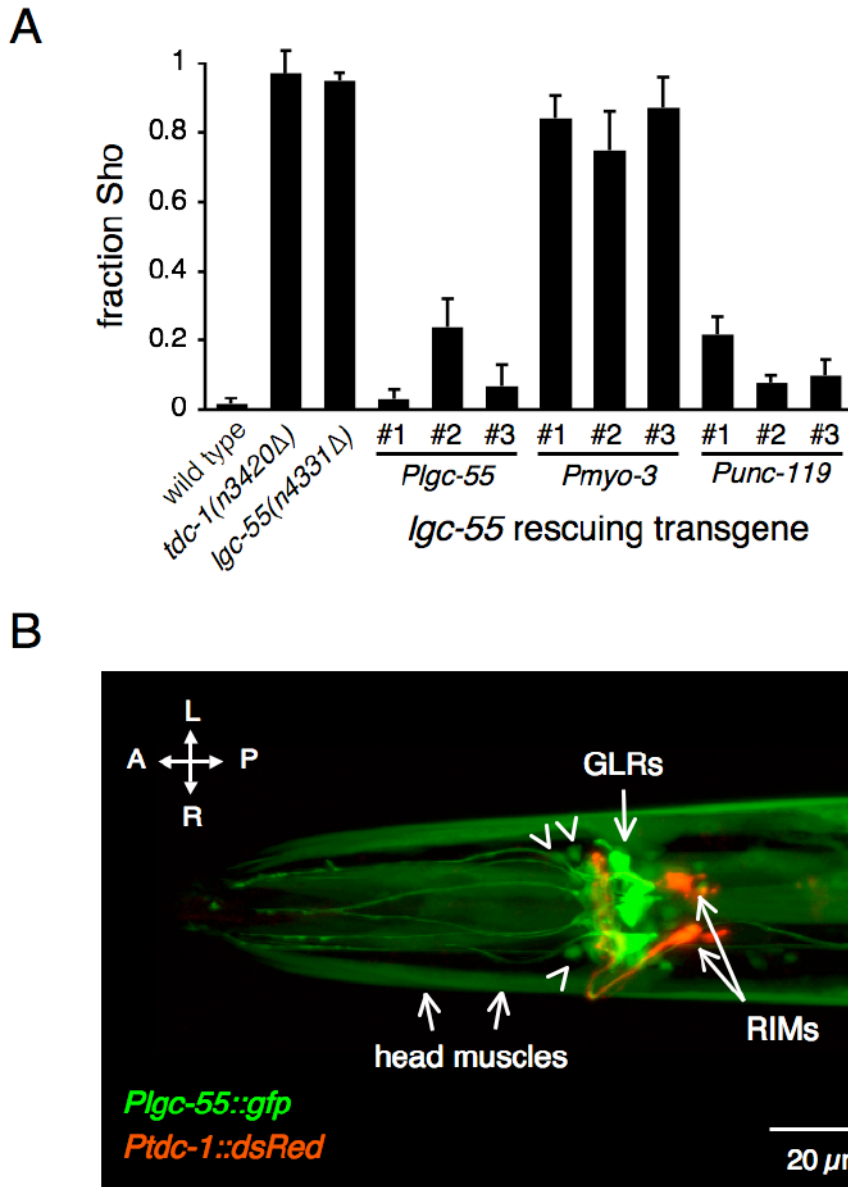 A
fraction Sho
1
0.8
0.6
0.4
0.2
0
wild type
tdc-1(n3420Δ)
lgc-55(n4331Δ)
#1 #2 #3 #1 #2 #3 #1 #2 #3
Plgc-55 Pmyo-3 Punc-119
lgc-55 rescuing transgene
B
L
A P
R
GLRs
RIMs
head muscles
Plgc-55::gfp
Ptdc-1::dsRed
20